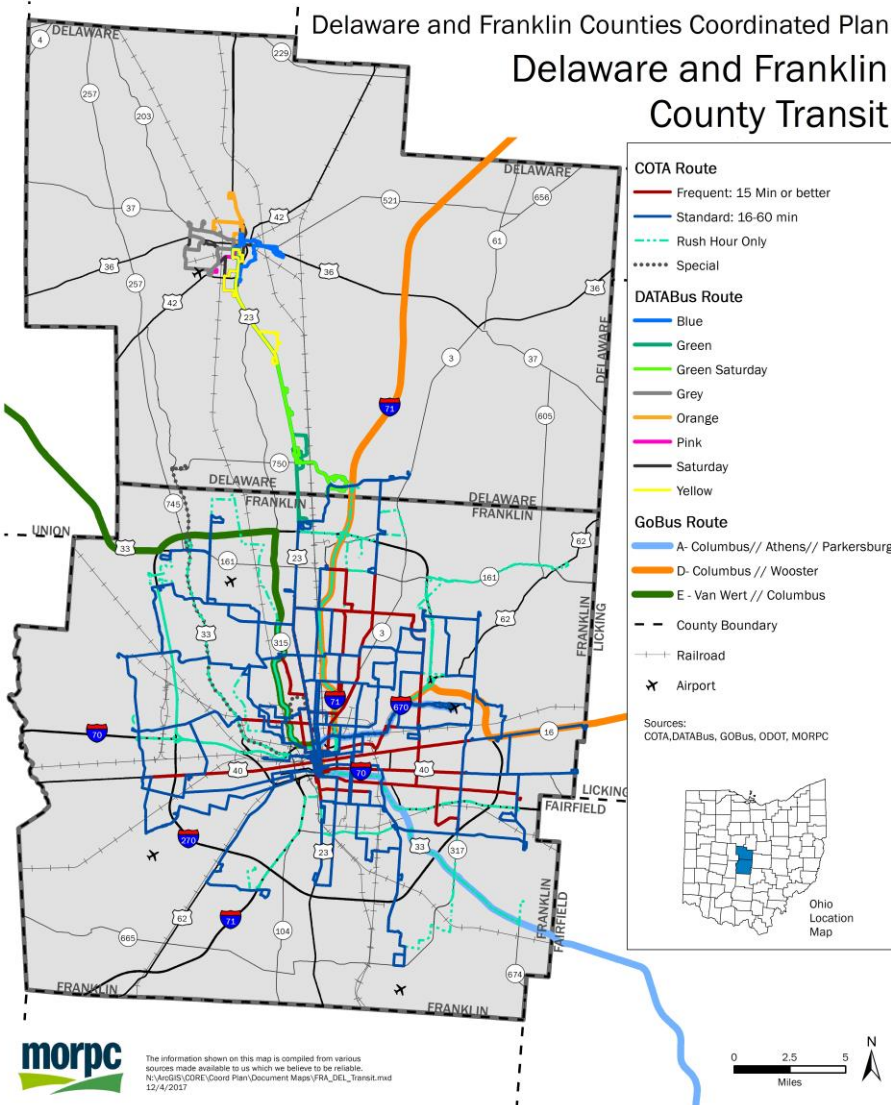 Delaware and Franklin Counties Coordinated Plan
Delaware and Franklin
County Transit
COTA Route
Frequent: 15 Min or better
Standard: 16-60 min
Rush Hour Only
Special
DATABus Route
Blue
Green
Green Saturday
Grey
Orange
Pink
Saturday
Yellow
GoBus Route
A- Columbus// Athens// Parkersburg
D- Columbus // Wooster
E - Van Wert // Columbus
County Boundary
Railroad
Airport
Sources:
COTA,DATABus, GOBus, ODOT, MORPC
Ohio
Location
Map
DELAWARE
4
229
257
203
DELAWARE
656
37
42
521
61
36
36
36
257
42
23
3
37
DELAWARE
605
71
750
DELAWARE
FRANKLIN
DELAWARE
FRANKLIN
745
UNION
33
161
23
62
161
33
315
3
62
FRANKLIN
LICKING
71
670
70
16
40
70
40
LICKING
FAIRFIELD
270
23
33
317
62
71
665
104
FRANKLIN
FAIRFIELD
674
FRANKLIN
FRANKLIN
morpc
The information shown on this map is compiled from various
sources made available to us which we believe to be reliable.
N:\ArcGIS\CORE\Coord Plan\Document Maps\FRA_DEL_Transit.mxd
12/4/2017
0 2.5 5
Miles
N